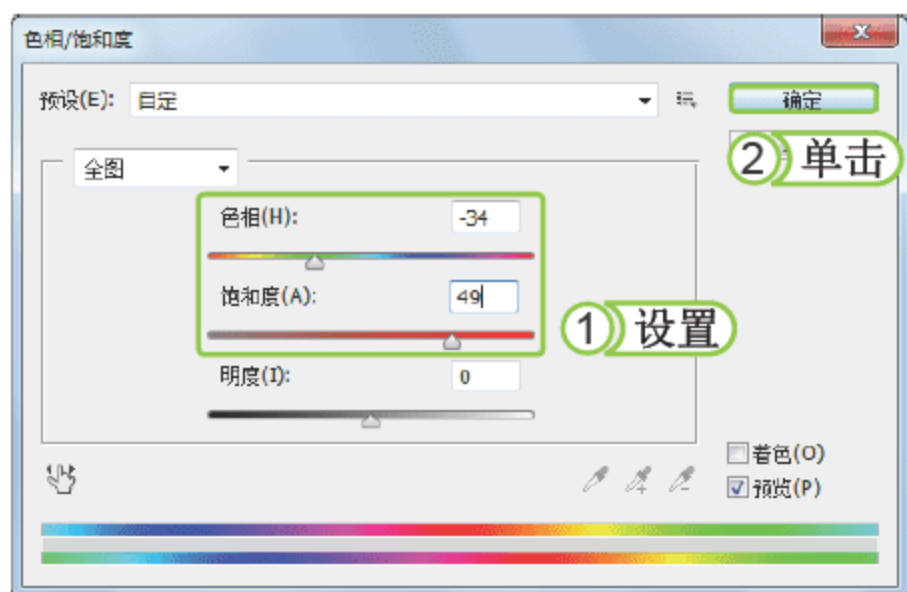 色相/饱和度
预设(E): 自定
确定
② 单击
全图
色相(H): -34
饱和度(A): 49
① 设置
明度(I): 0
着色(O)
预览(P)